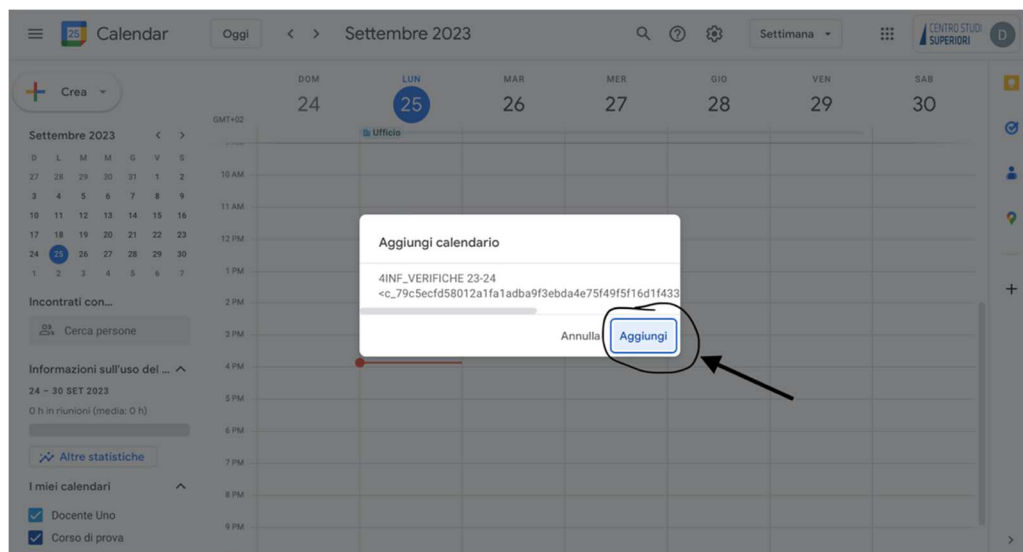 25 Calendar
Oggi
Settembre 2023
Settimana
CENTRO STUDI
SUPERIORI
D
Crea
DOM LUN MAR MER GIO VEN SAB
24 25 26 27 28 29 30
GMT+02
Ufficio
Settembre 2023
D L M M G V S
27 28 29 30 31 1 2
3 4 5 6 7 8 9
10 11 12 13 14 15 16
17 18 19 20 21 22 23
24 25 26 27 28 29 30
1 2 3 4 5 6 7
10 AM
11 AM
12 PM
1 PM
2 PM
3 PM
4 PM
5 PM
6 PM
7 PM
8 PM
9 PM
Aggiungi calendario
4INF_VERIFICHE 23-24
<c_79c5ecfd58012a1fa1adba9f3ebda4e75f49f5f16d1f433
Annulla Aggiungi
Incontrati con...
Cerca persone
Informazioni sull'uso del ...
24 – 30 SET 2023
0 h in riunioni (media: 0 h)
Altre statistiche
I miei calendari
Docente Uno
Corso di prova